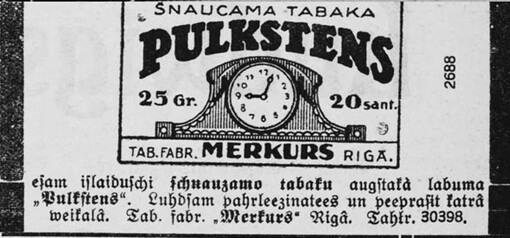 ŠNAUCAMA TABAKA
PULKSTENS
25 Gr. 20 sant.
TAB. FABR. MERKURS RIGĀ.
2688
eſam iſlaiduſchi ſchnauzamo tabaku augſtakā labuma
„Pulkſtens“. Luhdſam pahrleezinatees un peepraſit katrā
weikalā. Tab. fabr. „Merkurs“ Rigā. Tahlr. 30398.